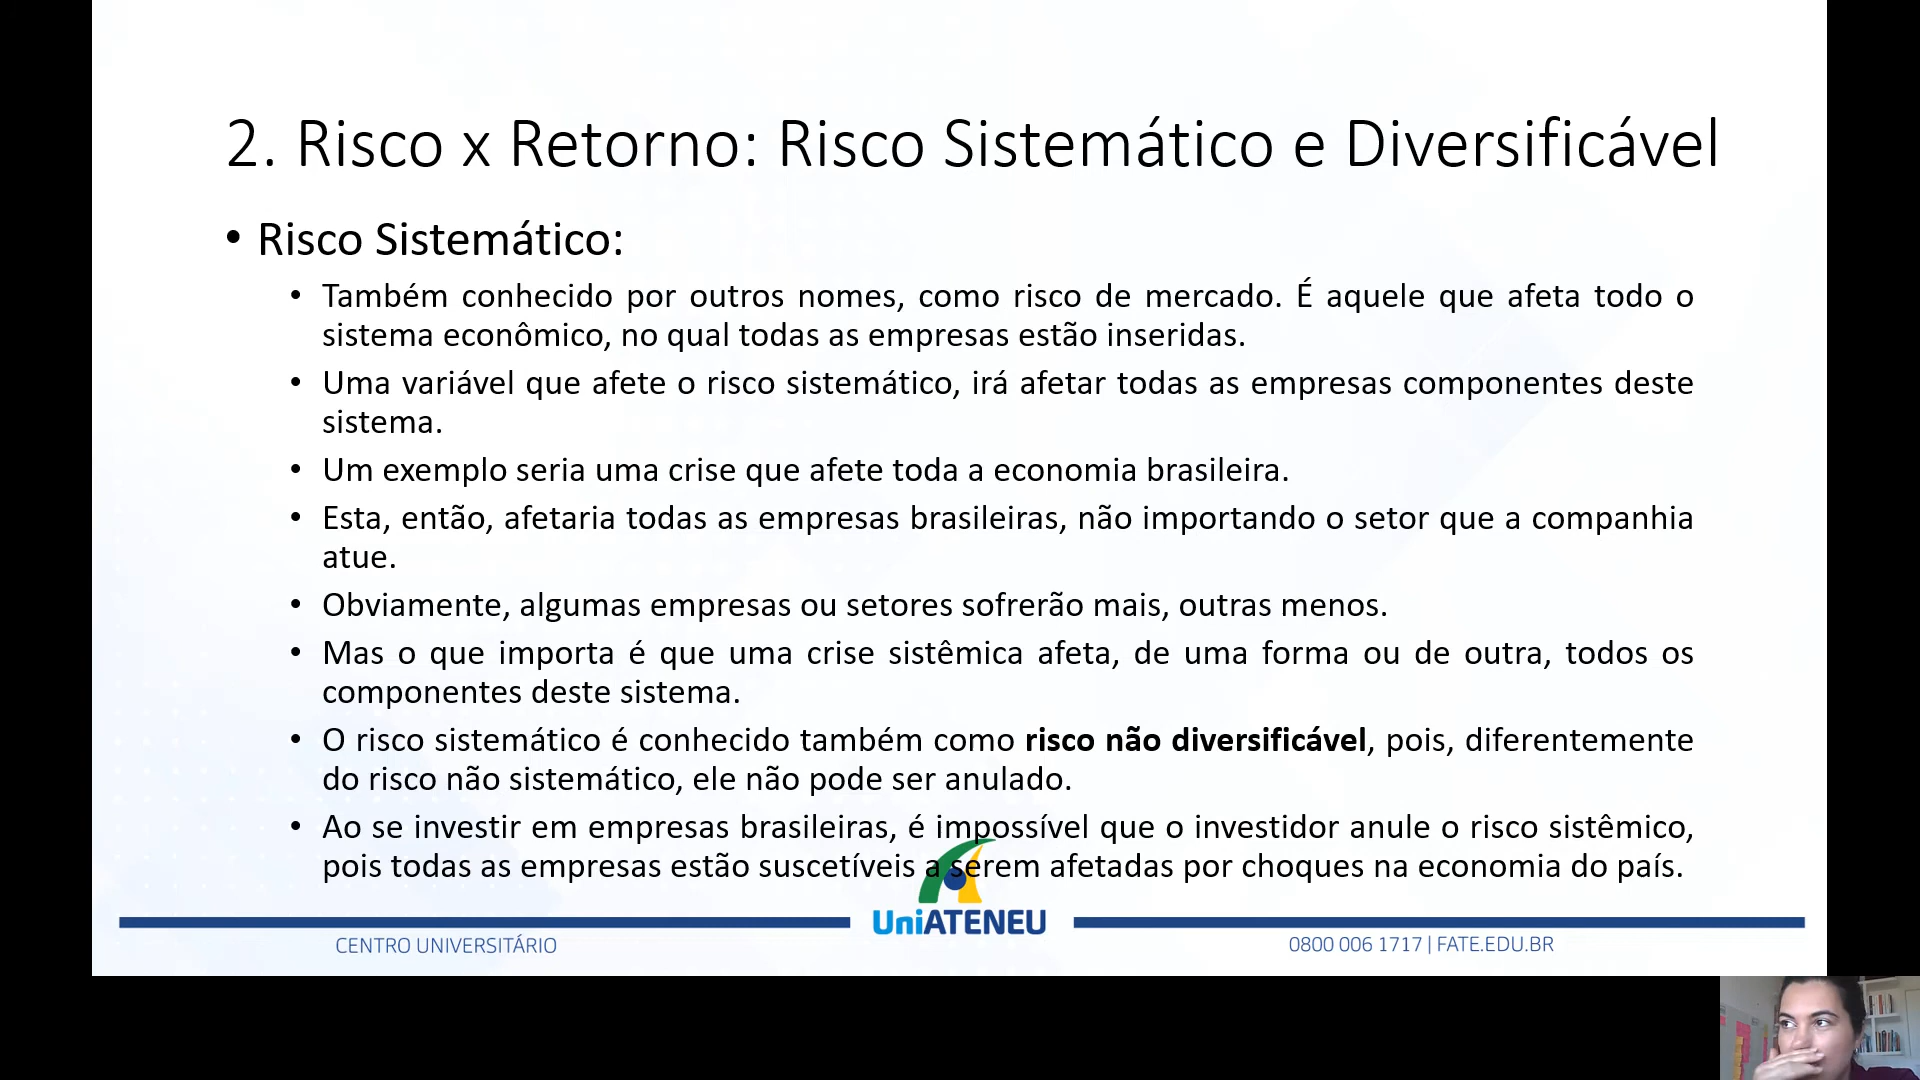 2. Risco x Retorno: Risco Sistemático e Diversificável
• Risco Sistemático:
• Também conhecido por outros nomes, como risco de mercado. É aquele que afeta todo o
sistema econômico, no qual todas as empresas estão inseridas.
• Uma variável que afete o risco sistemático, irá afetar todas as empresas componentes deste
sistema.
• Um exemplo seria uma crise que afete toda a economia brasileira.
• Esta, então, afetaria todas as empresas brasileiras, não importando o setor que a companhia
atue.
• Obviamente, algumas empresas ou setores sofrerão mais, outras menos.
• Mas o que importa é que uma crise sistêmica afeta, de uma forma ou de outra, todos os
componentes deste sistema.
• O risco sistemático é conhecido também como risco não diversificável, pois, diferentemente
do risco não sistemático, ele não pode ser anulado.
• Ao se investir em empresas brasileiras, é impossível que o investidor anule o risco sistêmico,
pois todas as empresas estão suscetíveis a serem afetadas por choques na economia do país.
UniATENEU
CENTRO UNIVERSITÁRIO
0800 006 1717 | FATE.EDU.BR